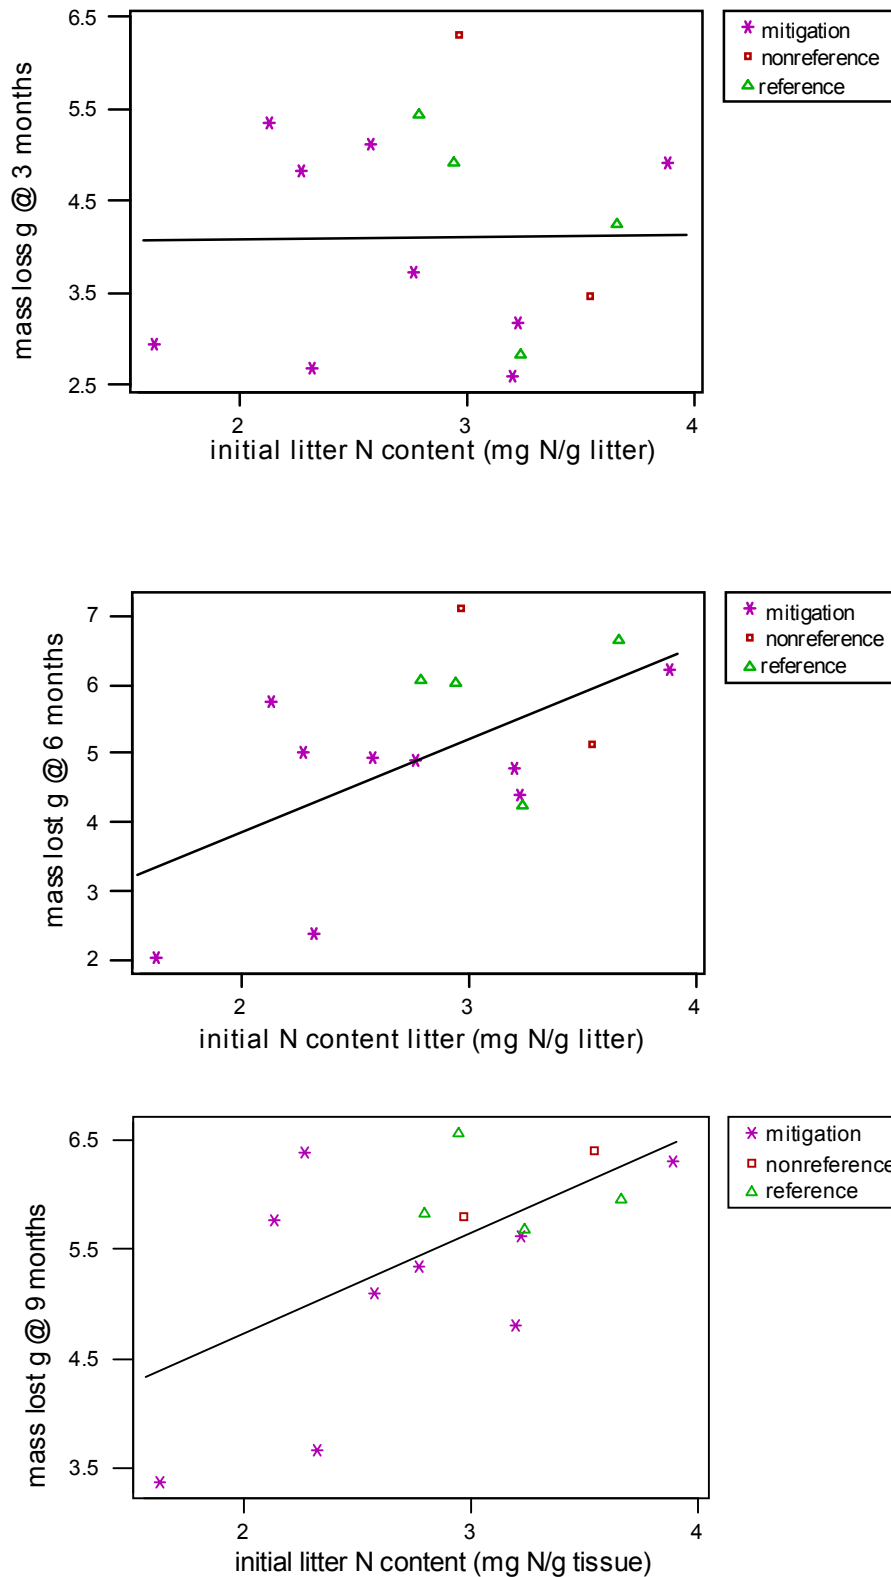 6.5
5.5
4.5
3.5
2.5
mass loss g @ 3 months
2
3
4
initial litter N content (mg N/g litter)
mitigation
nonreference
reference
7
6
5
4
3
2
mass lost g @ 6 months
2
3
4
initial N content litter (mg N/g litter)
mitigation
nonreference
reference
6.5
5.5
4.5
3.5
mass lost g @ 9 months
2
3
4
initial litter N content (mg N/g tissue)
mitigation
nonreference
reference